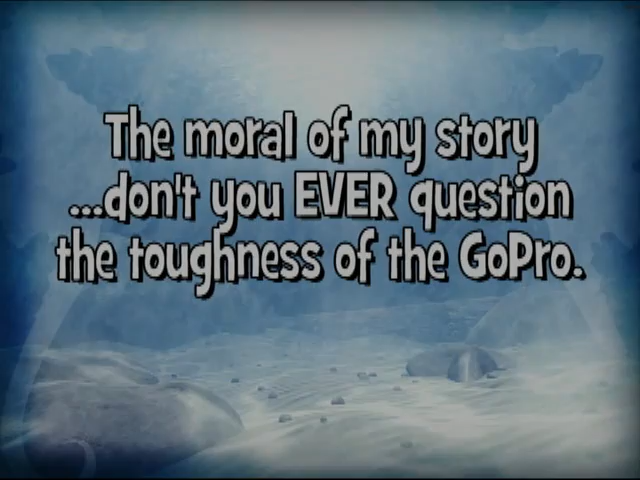 The moral of my story
...don't you EVER question
the toughness of the GoPro.